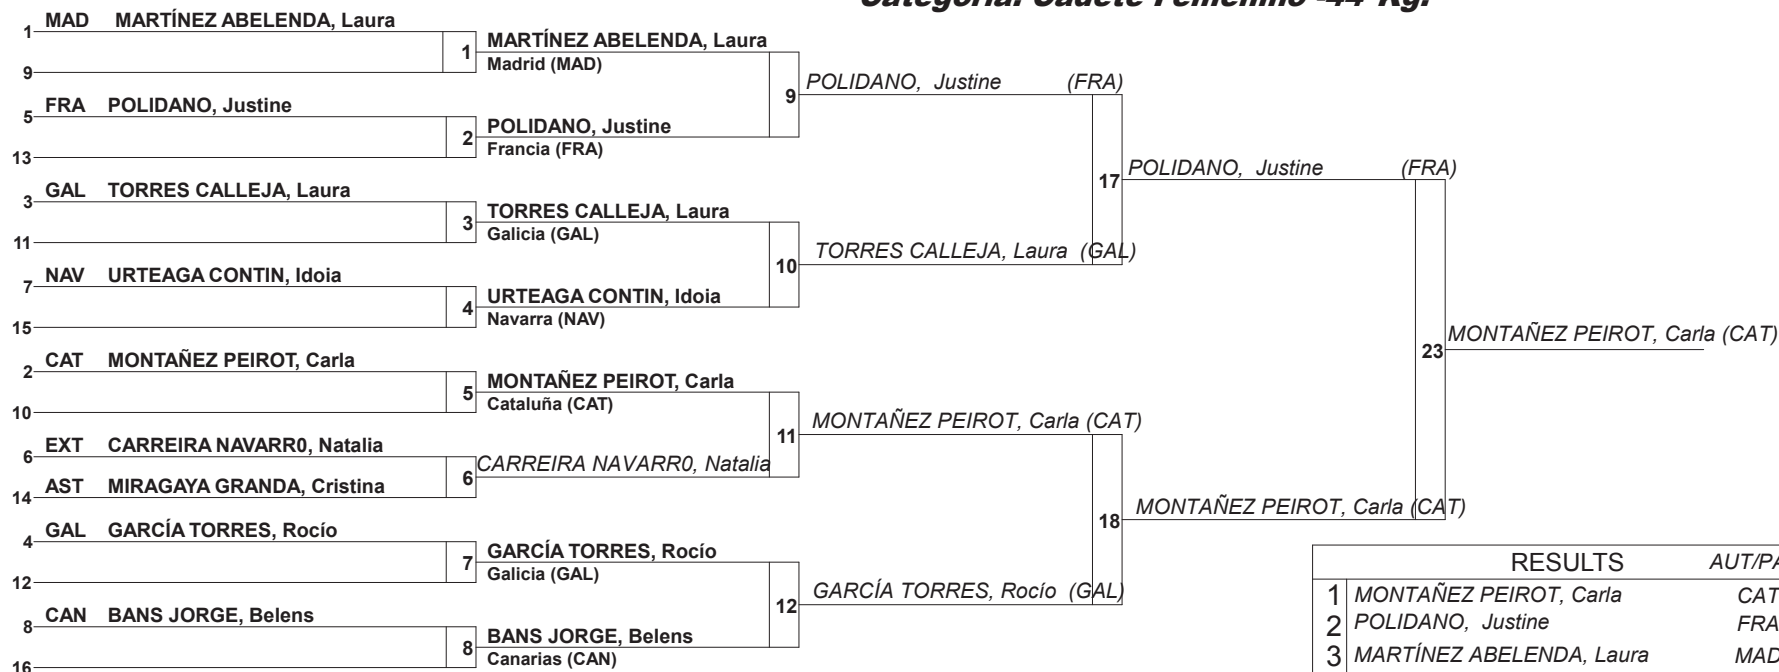 Categoría: Cadete Femenino -44 Kg.
1 MAD MARTÍNEZ ABELENDA, Laura
9
1 MARTÍNEZ ABELENDA, Laura
Madrid (MAD)
5 FRA POLIDANO, Justine
13
2 POLIDANO, Justine
Francia (FRA)
9 POLIDANO, Justine (FRA)
3 GAL TORRES CALLEJA, Laura
11
3 TORRES CALLEJA, Laura
Galicia (GAL)
7 NAV URTEAGA CONTIN, Idoia
15
4 URTEAGA CONTIN, Idoia
Navarra (NAV)
10 TORRES CALLEJA, Laura (GAL)
17 POLIDANO, Justine (FRA)
2 CAT MONTAÑEZ PEIROT, Carla
10
5 MONTAÑEZ PEIROT, Carla
Cataluña (CAT)
6 EXT CARREIRA NAVARR0, Natalia
14 AST MIRAGAYA GRANDA, Cristina
6 CARREIRA NAVARR0, Natalia
11 MONTAÑEZ PEIROT, Carla (CAT)
4 GAL GARCÍA TORRES, Rocío
12
7 GARCÍA TORRES, Rocío
Galicia (GAL)
8 CAN BANS JORGE, Belens
16
8 BANS JORGE, Belens
Canarias (CAN)
12 GARCÍA TORRES, Rocío (GAL)
18 MONTAÑEZ PEIROT, Carla (CAT)
23 MONTAÑEZ PEIROT, Carla (CAT)
RESULTS AUT/PA
1 MONTAÑEZ PEIROT, Carla CAT
2 POLIDANO, Justine FRA
3 MARTÍNEZ ABELENDA, Laura MAD